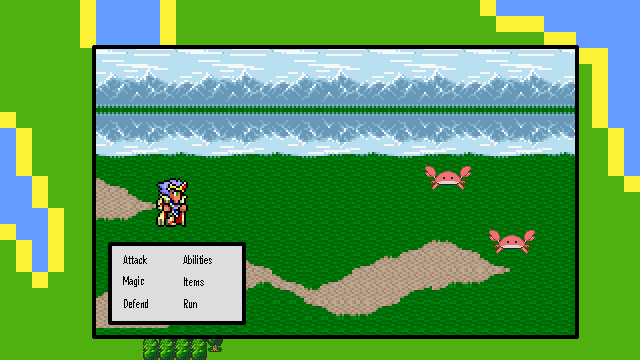 Attack Abilities
Magic Items
Defend Run